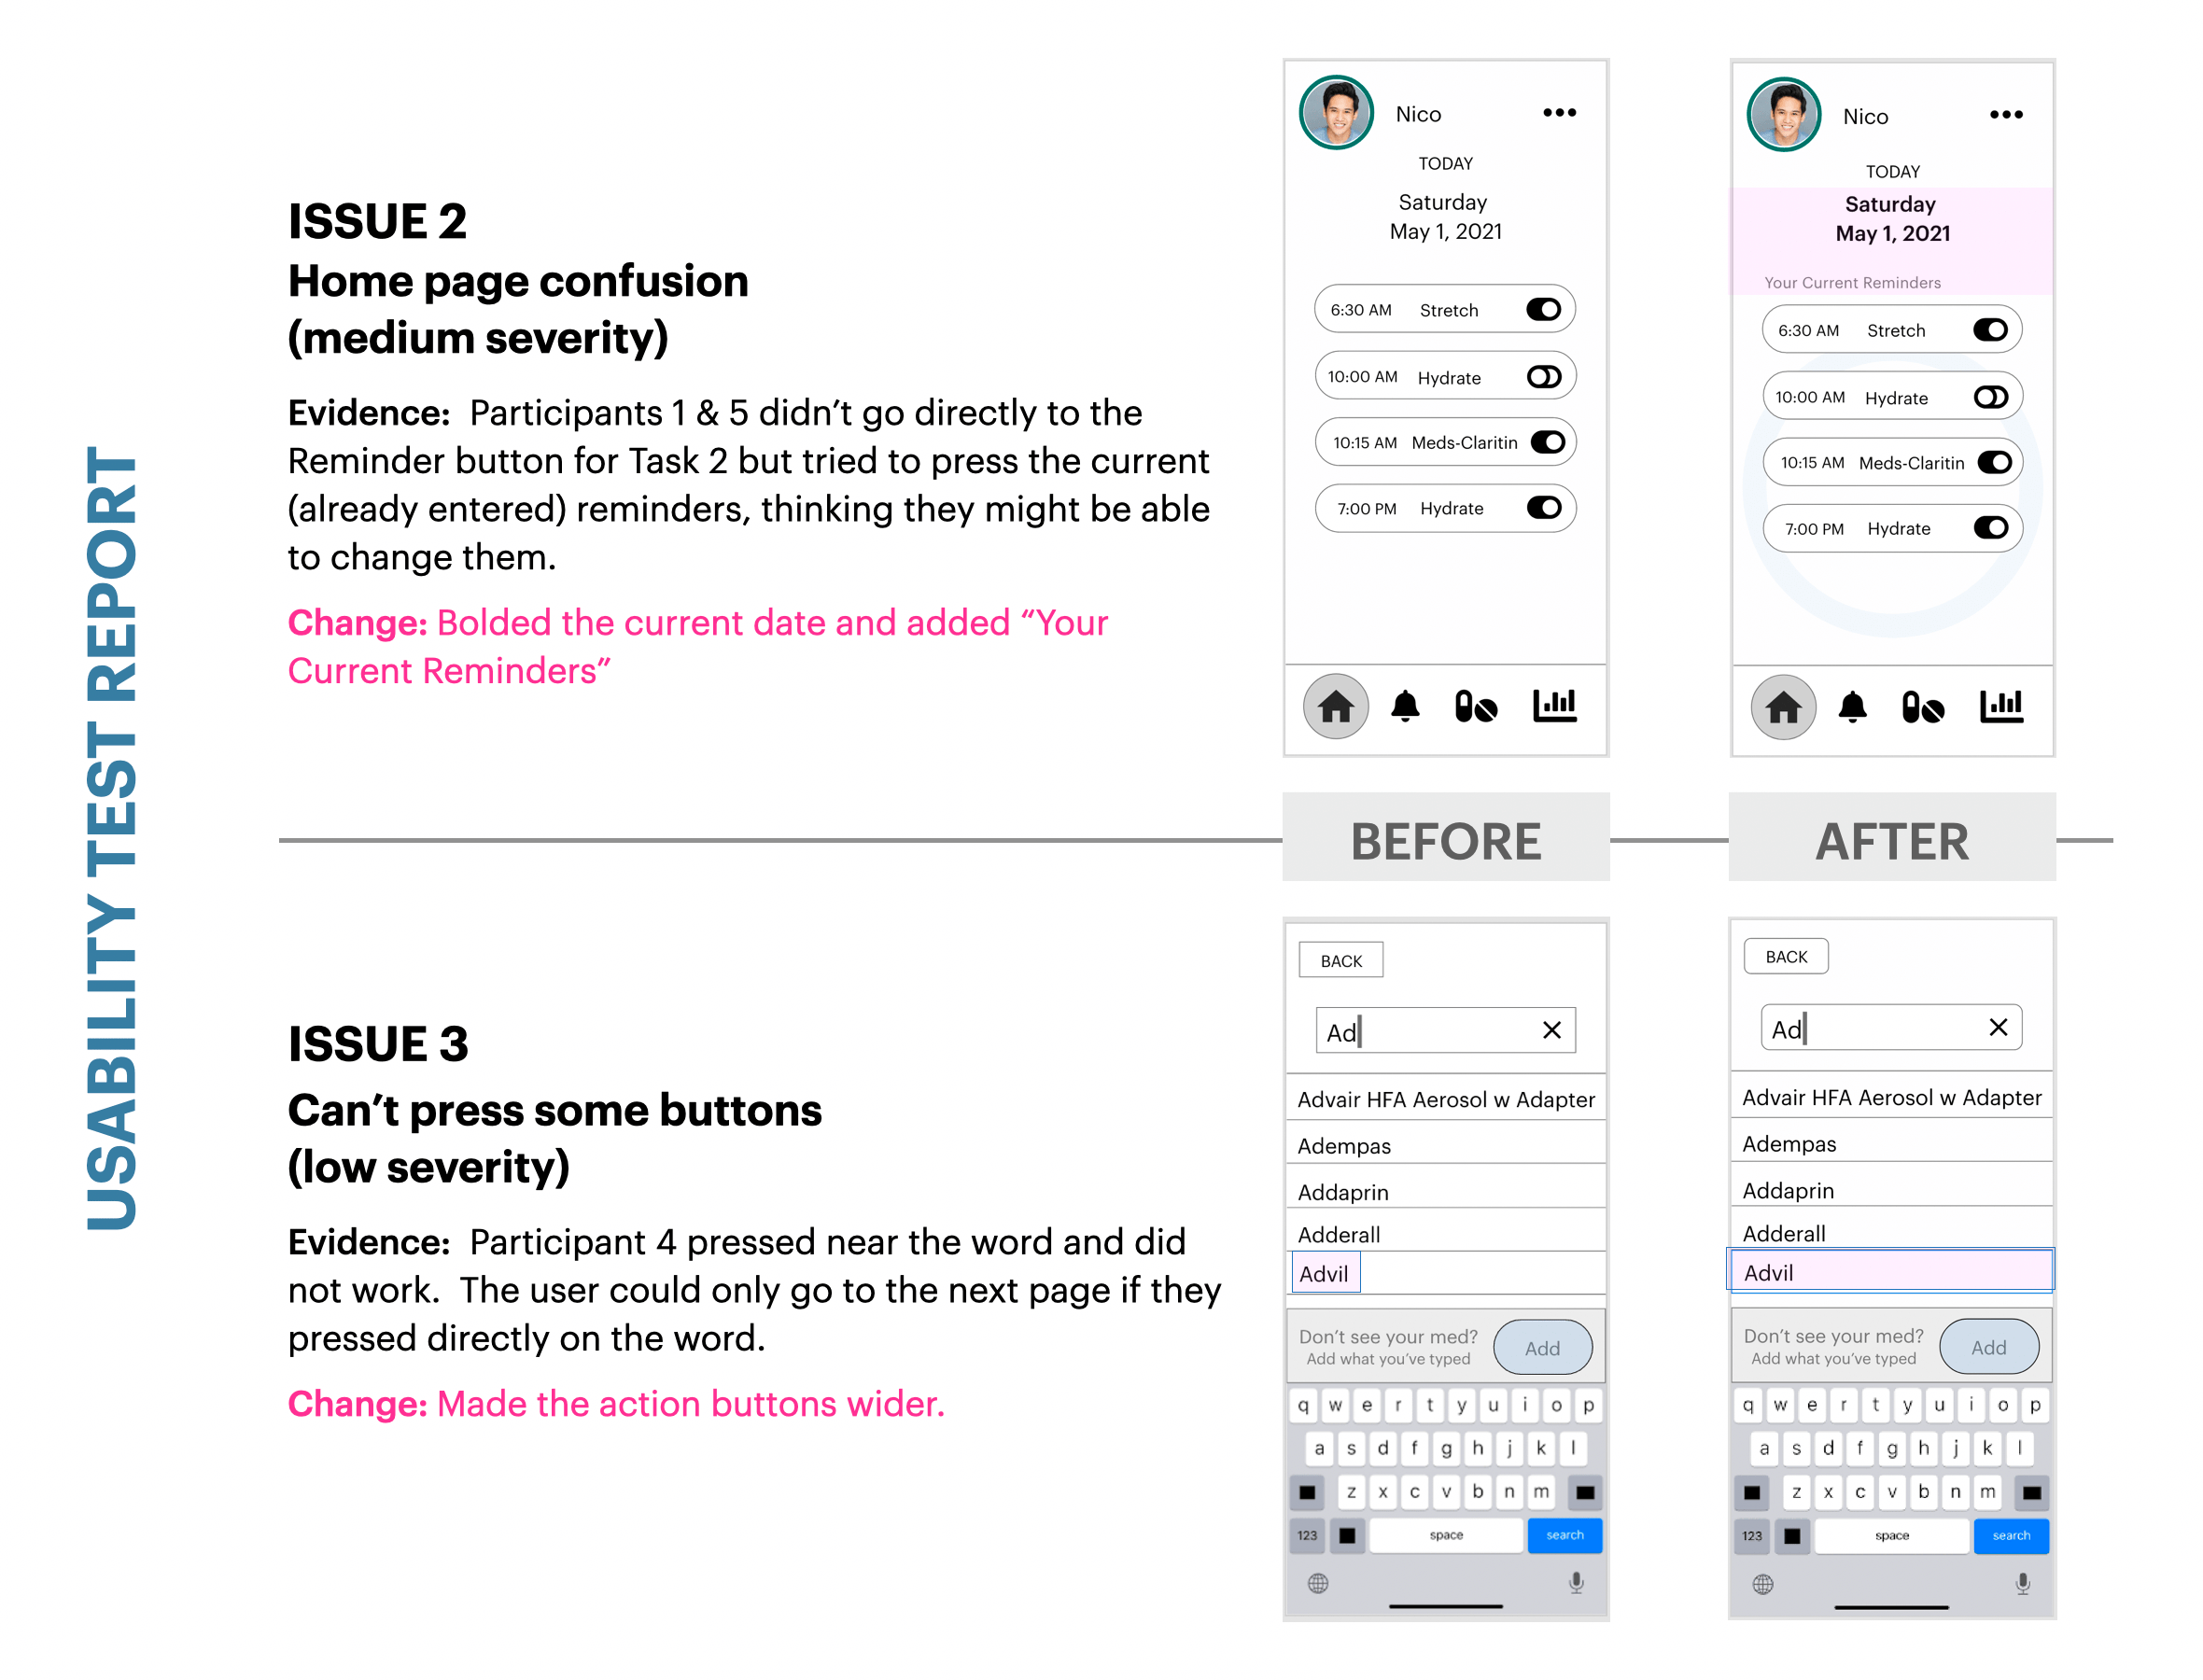 USABILITY TEST REPORT
ISSUE 2
Home page confusion
(medium severity)
Evidence:  Participants 1 & 5 didn’t go directly to the
Reminder button for Task 2 but tried to press the current
(already entered) reminders, thinking they might be able
to change them.
Change: Bolded the current date and added “Your
Current Reminders”
Nico
TODAY
Saturday
May 1, 2021
6:30 AM Stretch
10:00 AM Hydrate
10:15 AM Meds-Claritin
7:00 PM Hydrate
Nico
TODAY
Saturday
May 1, 2021
Your Current Reminders
6:30 AM Stretch
10:00 AM Hydrate
10:15 AM Meds-Claritin
7:00 PM Hydrate
BEFORE
AFTER
ISSUE 3
Can’t press some buttons
(low severity)
Evidence:  Participant 4 pressed near the word and did
not work.  The user could only go to the next page if they
pressed directly on the word.
Change: Made the action buttons wider.
BACK
Ad
Advair HFA Aerosol w Adapter
Adempas
Addaprin
Adderall
Advil
Don’t see your med?
Add what you’ve typed
Add
q w e r t y u i o p
a s d f g h j k l
z x c v b n m
123 space search
BACK
Ad
Advair HFA Aerosol w Adapter
Adempas
Addaprin
Adderall
Advil
Don’t see your med?
Add what you’ve typed
Add
q w e r t y u i o p
a s d f g h j k l
z x c v b n m
123 space search